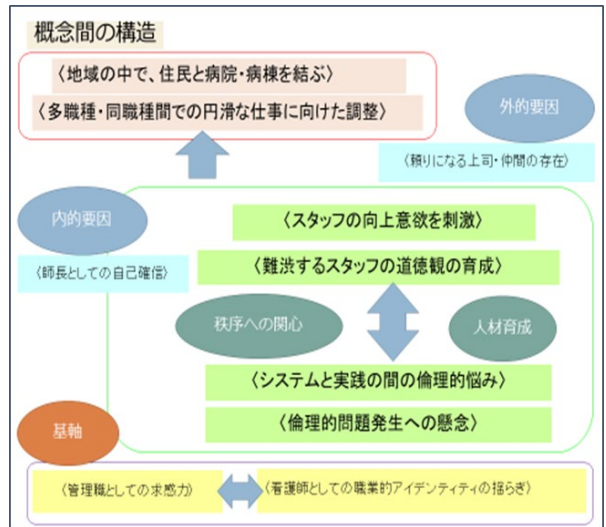 概念間の構造
〈地域の中で、住民と病院・病棟を結ぶ〉
〈多職種・同職種間での円滑な仕事に向けた調整〉
外的要因
〈頼りになる上司・仲間の存在〉
内的要因
〈師長としての自己確信〉
〈スタッフの向上意欲を刺激〉
〈難渋するスタッフの道徳観の育成〉
秩序への関心
人材育成
〈システムと実践の間の倫理的悩み〉
〈倫理的問題発生への懸念〉
基軸
〈管理職としての求感力〉
〈看護師としての職業的アイデンティティの揺らぎ〉